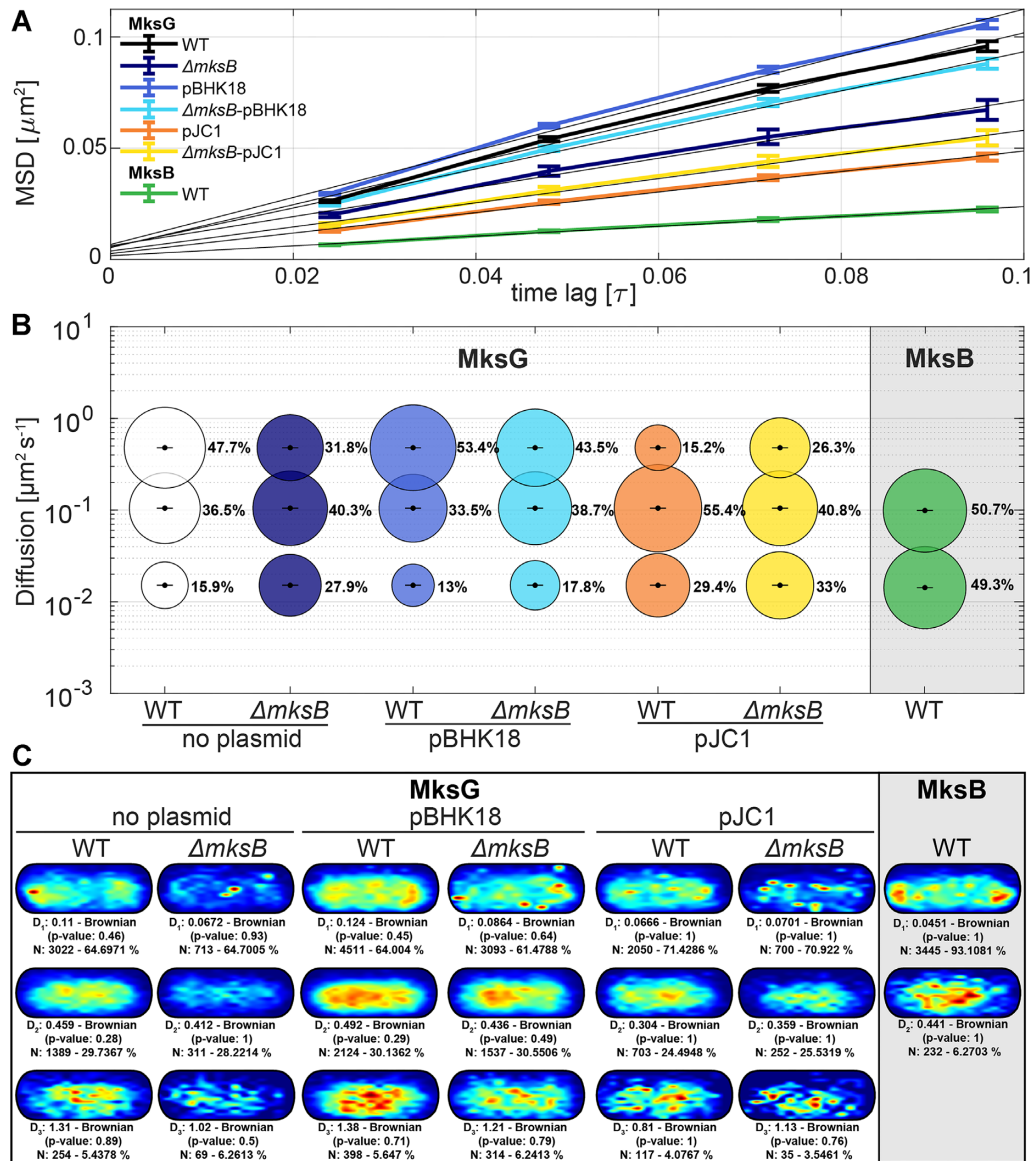 A
MksG
WT
ΔmksB
pBHK18
ΔmksB-pBHK18
pJC1
ΔmksB-pJC1
MksB
WT
MSD [μm²]
0.1
0.05
0
0 0.02 0.04 0.06 0.08 0.1
time lag [τ]
B
MksG MksB
Diffusion [μm² s⁻¹]
10¹
10⁰
10⁻¹
10⁻²
10⁻³
47.7% 31.8% 53.4% 43.5% 15.2% 26.3%
36.5% 40.3% 33.5% 38.7% 55.4% 40.8% 50.7%
15.9% 27.9% 13% 17.8% 29.4% 33% 49.3%
WT ΔmksB WT ΔmksB WT ΔmksB WT
no plasmid pBHK18 pJC1
C
MksG MksB
no plasmid pBHK18 pJC1
WT ΔmksB WT ΔmksB WT ΔmksB WT
D₁: 0.11 - Brownian D₁: 0.0672 - Brownian D₁: 0.124 - Brownian D₁: 0.0864 - Brownian D₁: 0.0666 - Brownian D₁: 0.0701 - Brownian D₁: 0.0451 - Brownian
(p-value: 0.46) (p-value: 0.93) (p-value: 0.45) (p-value: 0.64) (p-value: 1) (p-value: 1) (p-value: 1)
N: 3022 - 64.6971 % N: 713 - 64.7005 % N: 4511 - 64.004 % N: 3093 - 61.4788 % N: 2050 - 71.4286 % N: 700 - 70.922 % N: 3445 - 93.1081 %
D₂: 0.459 - Brownian D₂: 0.412 - Brownian D₂: 0.492 - Brownian D₂: 0.436 - Brownian D₂: 0.304 - Brownian D₂: 0.359 - Brownian D₂: 0.441 - Brownian
(p-value: 0.28) (p-value: 1) (p-value: 0.29) (p-value: 0.49) (p-value: 1) (p-value: 1) (p-value: 1)
N: 1389 - 29.7367 % N: 311 - 28.2214 % N: 2124 - 30.1362 % N: 1537 - 30.5506 % N: 703 - 24.4948 % N: 252 - 25.5319 % N: 232 - 6.2703 %
D₃: 1.31 - Brownian D₃: 1.02 - Brownian D₃: 1.38 - Brownian D₃: 1.21 - Brownian D₃: 0.81 - Brownian D₃: 1.13 - Brownian
(p-value: 0.89) (p-value: 0.5) (p-value: 0.71) (p-value: 0.79) (p-value: 1) (p-value: 0.76)
N: 254 - 5.4378 % N: 69 - 6.2613 % N: 398 - 5.647 % N: 314 - 6.2413 % N: 117 - 4.0767 % N: 35 - 3.5461 %